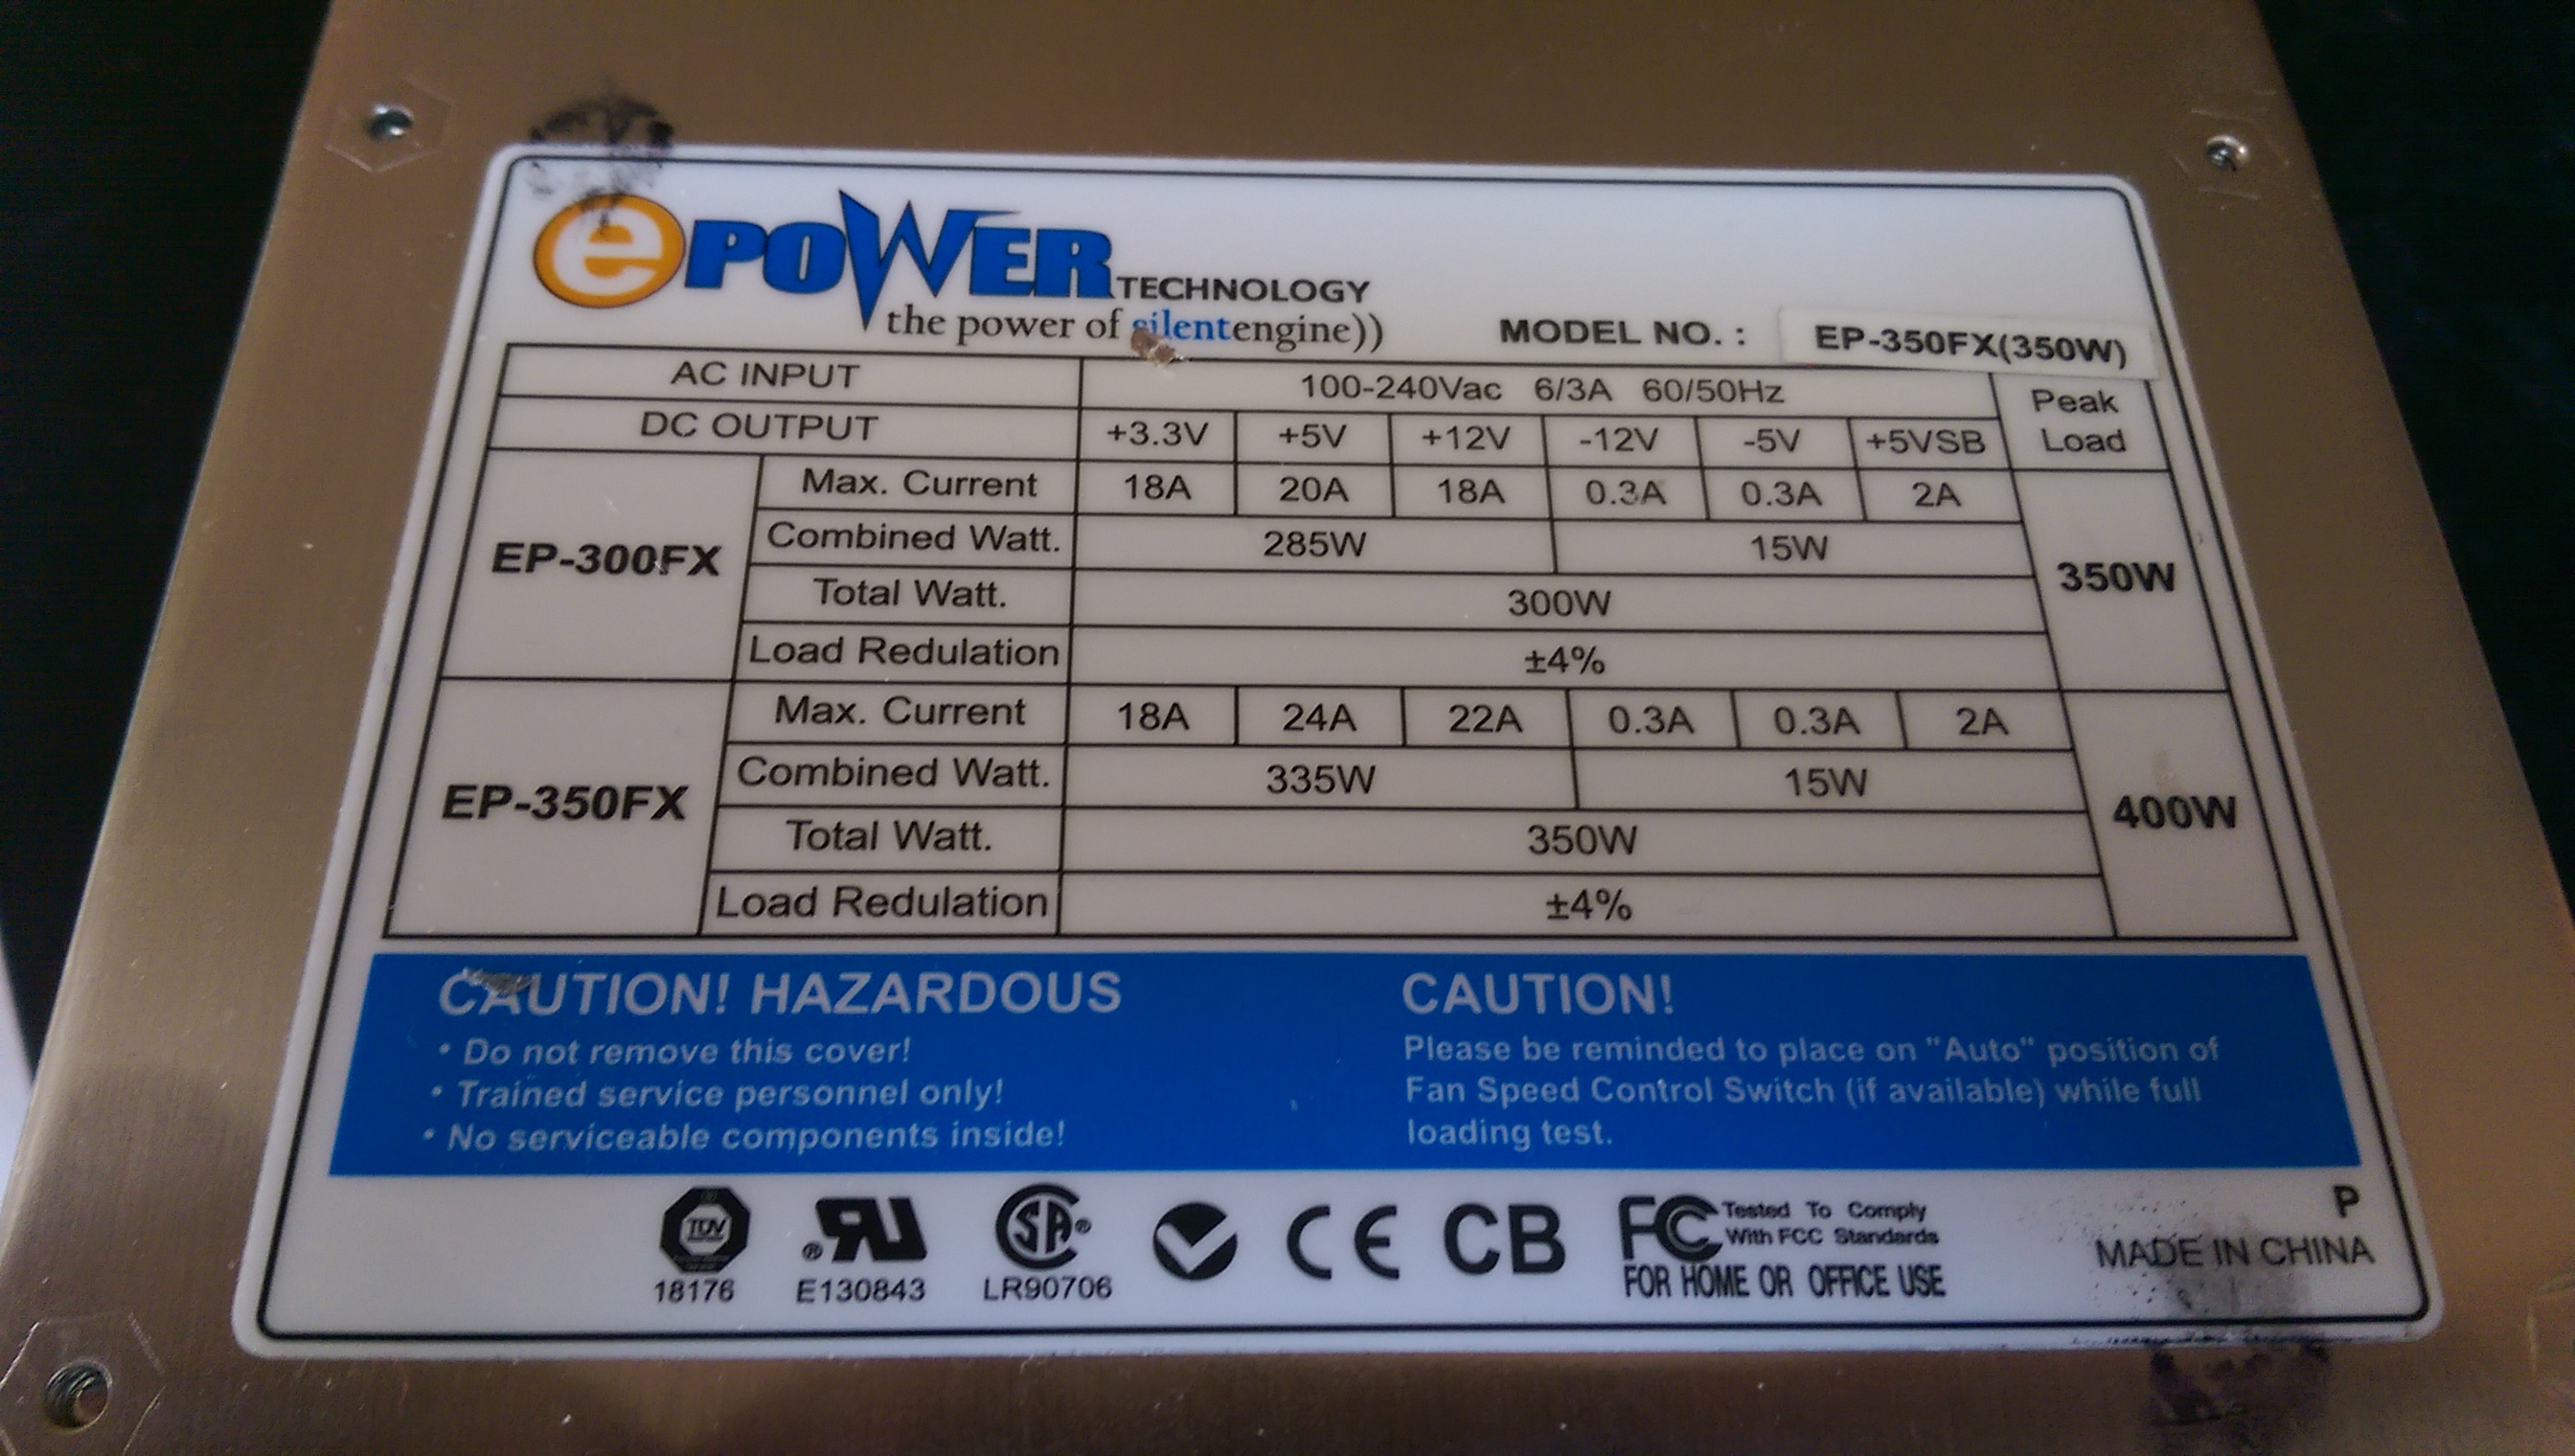 ePOWER TECHNOLOGY
the power of silentengine))
MODEL NO. : EP-350FX(350W)
AC INPUT 100-240Vac 6/3A 60/50Hz Peak Load
DC OUTPUT +3.3V +5V +12V -12V -5V +5VSB
EP-300FX Max. Current 18A 20A 18A 0.3A 0.3A 2A 350W
Combined Watt. 285W 15W
Total Watt. 300W
Load Redulation ±4%
EP-350FX Max. Current 18A 24A 22A 0.3A 0.3A 2A 400W
Combined Watt. 335W 15W
Total Watt. 350W
Load Redulation ±4%
CAUTION! HAZARDOUS
• Do not remove this cover!
• Trained service personnel only!
• No serviceable components inside!
CAUTION!
Please be reminded to place on "Auto" position of
Fan Speed Control Switch (if available) while full
loading test.
TÜV
18176
RU®
E130843
SA®
LR90706
CE
CB
FC Tested To Comply
With FCC Standards
FOR HOME OR OFFICE USE
P
MADE IN CHINA